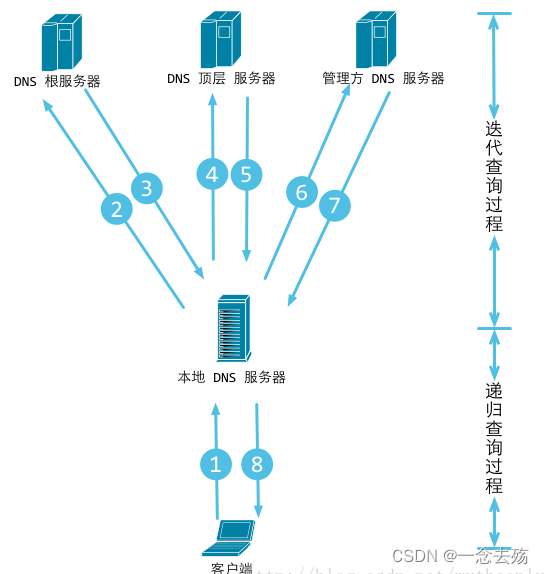 DNS 根服务器
DNS 顶层 服务器
管理方 DNS 服务器
2
3
4
5
6
7
迭代查询过程
本地 DNS 服务器
递归查询过程
1
8
客户端
CSDN @一念去殇